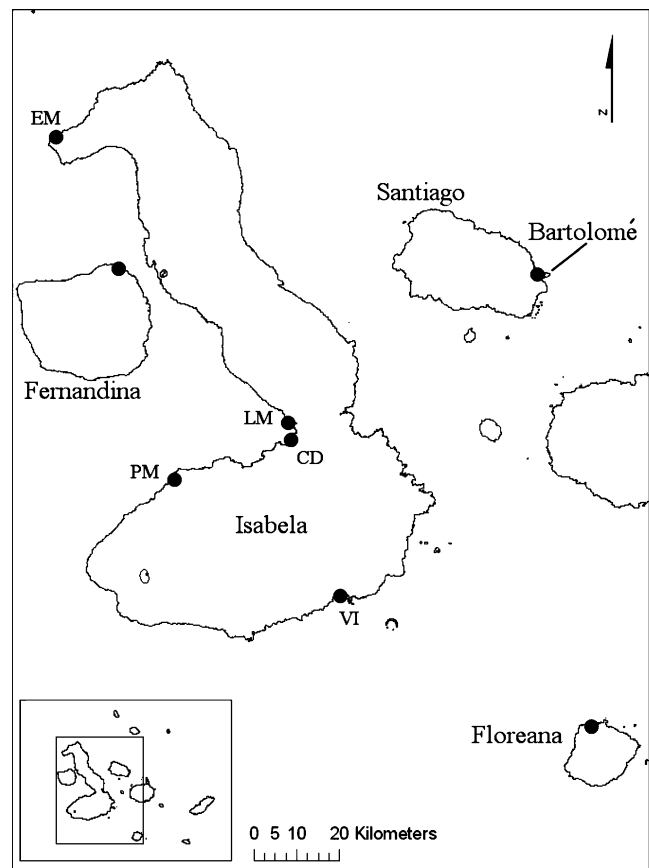 EM
N
Santiago
Bartolomé
Fernandina
LM
CD
PM
Isabela
VI
Floreana
0 5 10 20 Kilometers